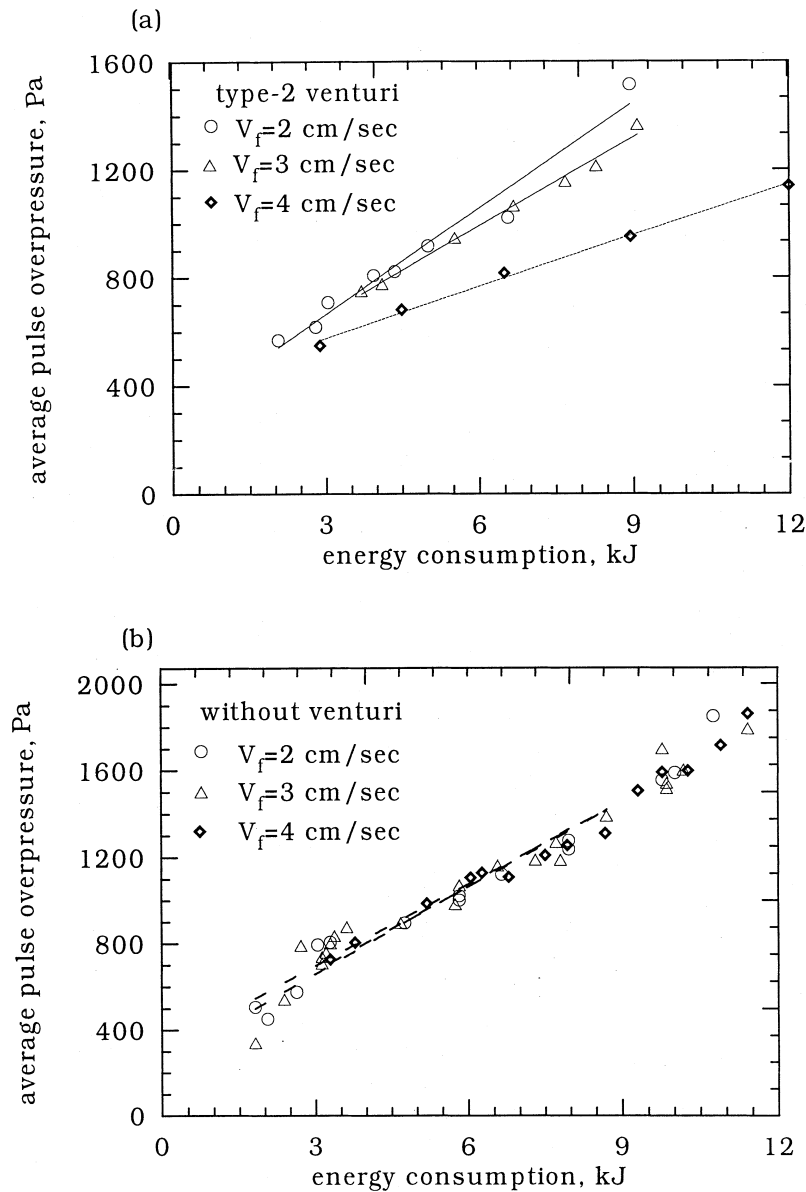 (a)
average pulse overpressure, Pa
1600
1200
800
400
0
type-2 venturi
V_f=2 cm/sec
V_f=3 cm/sec
V_f=4 cm/sec
0 3 6 9 12
energy consumption, kJ
(b)
average pulse overpressure, Pa
2000
1600
1200
800
400
0
without venturi
V_f=2 cm/sec
V_f=3 cm/sec
V_f=4 cm/sec
0 3 6 9 12
energy consumption, kJ